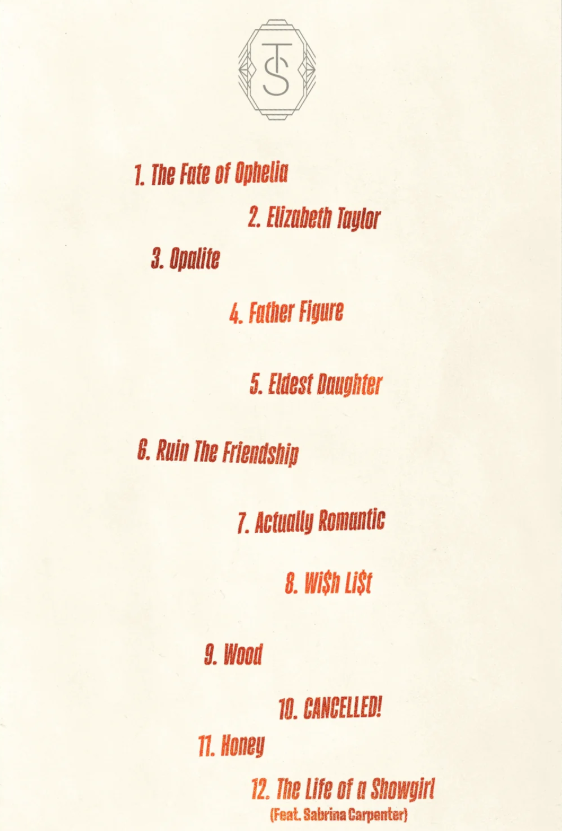 TS
1. The Fate of Ophelia
2. Elizabeth Taylor
3. Opalite
4. Father Figure
5. Eldest Daughter
6. Ruin The Friendship
7. Actually Romantic
8. Wi$h Li$t
9. Wood
10. CANCELLED!
11. Honey
12. The Life of a Showgirl
(Feat. Sabrina Carpenter)